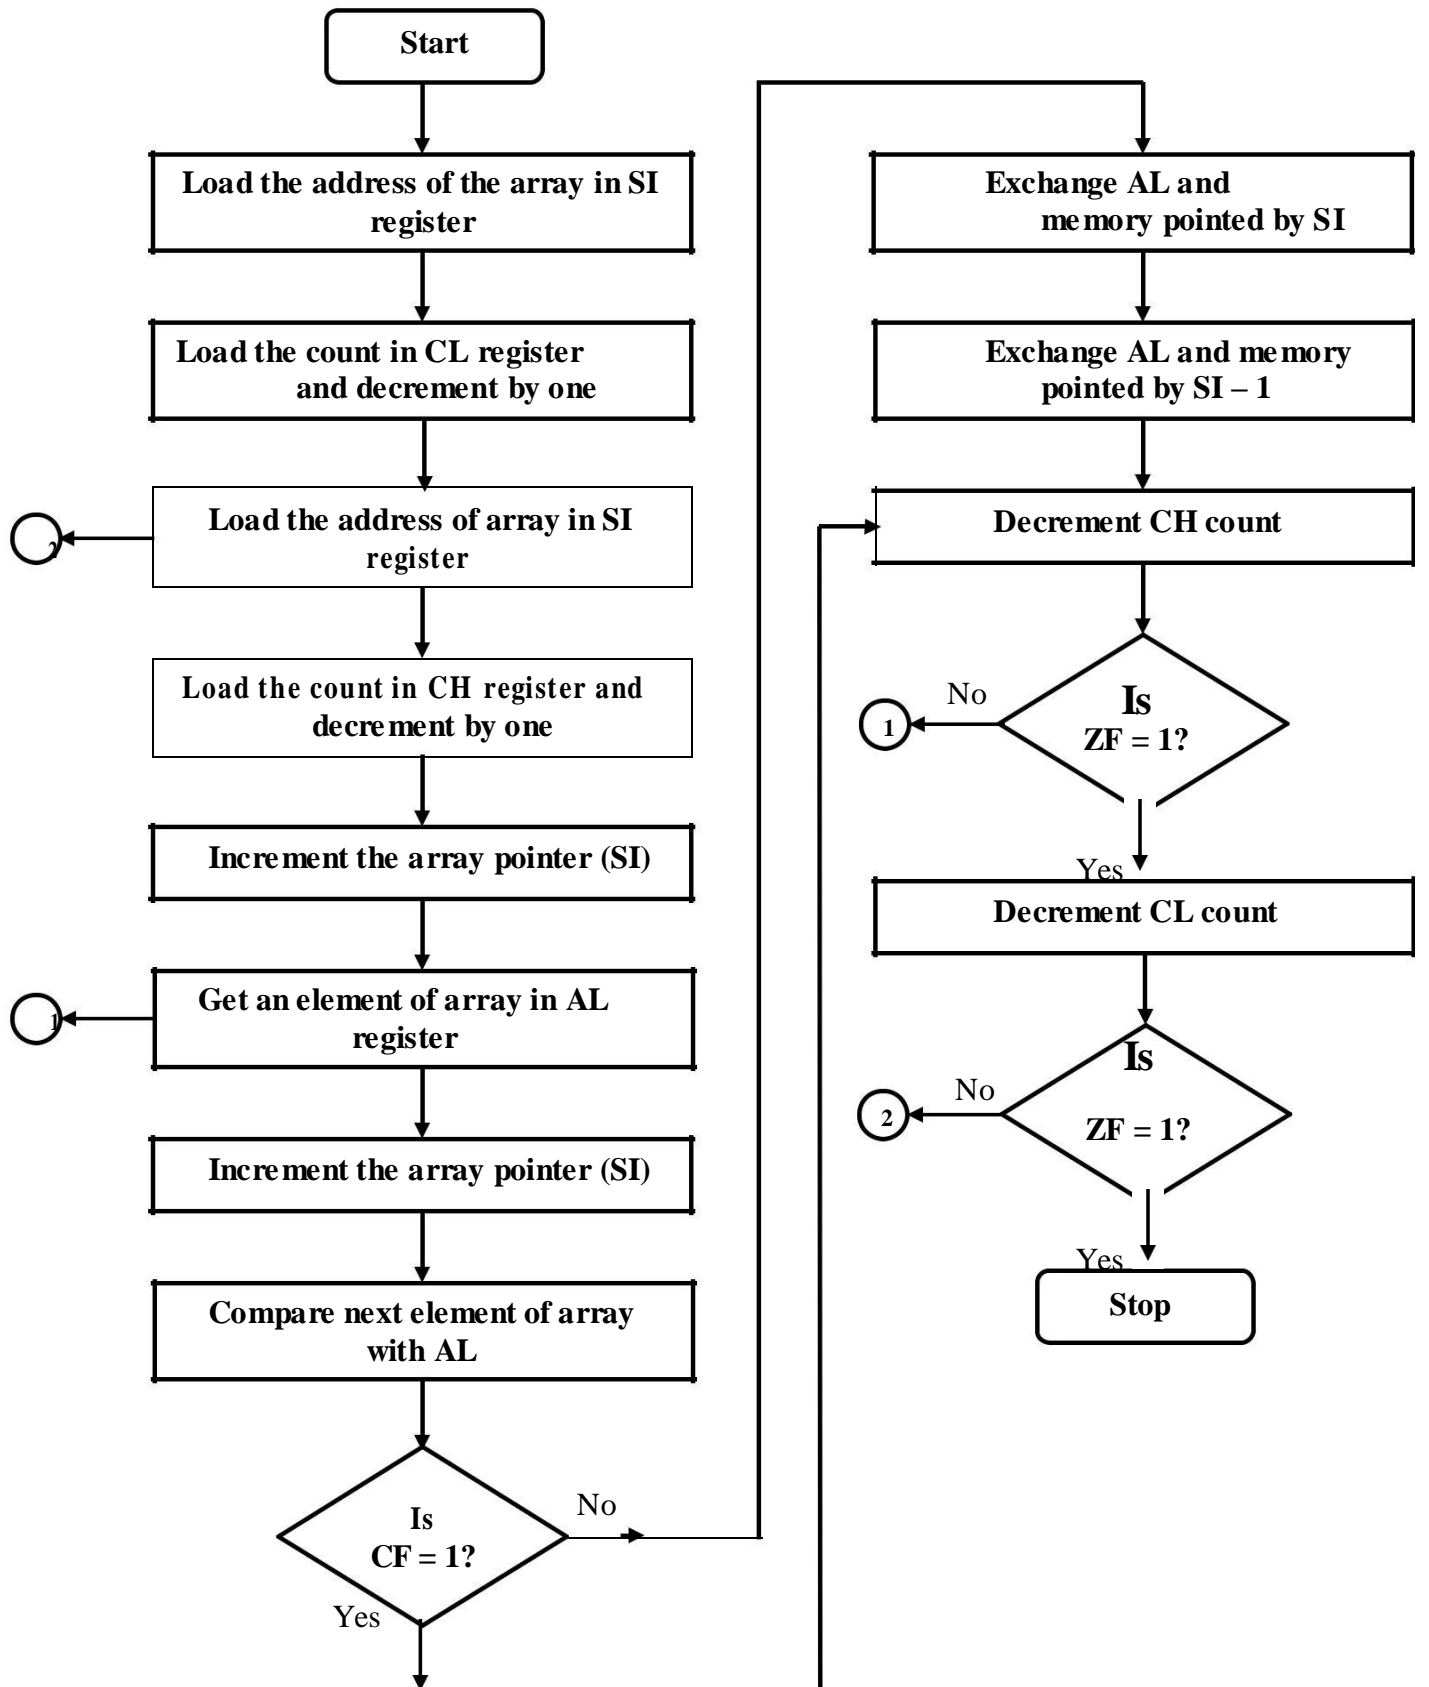 Start
Load the address of the array in SI
register
Load the count in CL register
and decrement by one
2
Load the address of array in SI
register
Load the count in CH register and
decrement by one
Increment the array pointer (SI)
1
Get an element of array in AL
register
Increment the array pointer (SI)
Compare next element of array
with AL
Is
CF = 1?
No
Yes
Exchange AL and
memory pointed by SI
Exchange AL and memory
pointed by SI – 1
Decrement CH count
No
1
Is
ZF = 1?
Yes
Decrement CL count
Is
No
2
ZF = 1?
Yes
Stop